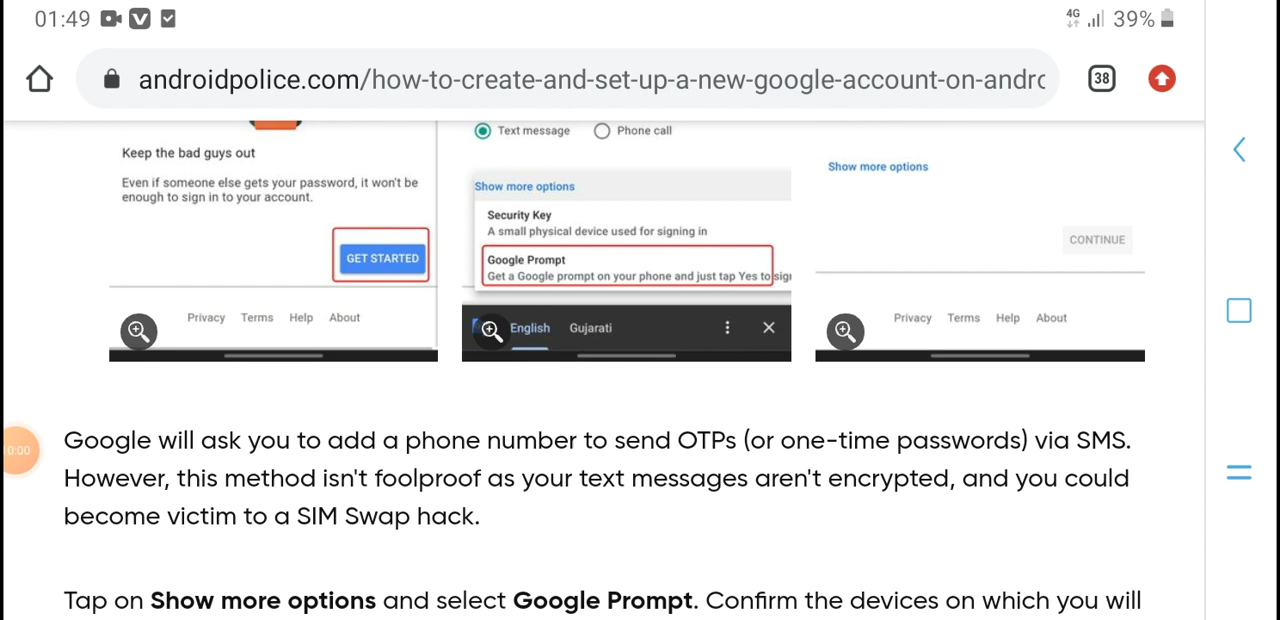 01:49
4G 39%
androidpolice.com/how-to-create-and-set-up-a-new-google-account-on-andro
38
Keep the bad guys out
Even if someone else gets your password, it won't be
enough to sign in to your account.
GET STARTED
Privacy Terms Help About
Text message Phone call
Show more options
Security Key
A small physical device used for signing in
Google Prompt
Get a Google prompt on your phone and just tap Yes to sign
English Gujarati
Show more options
CONTINUE
Privacy Terms Help About
0:00
Google will ask you to add a phone number to send OTPs (or one-time passwords) via SMS.
However, this method isn't foolproof as your text messages aren't encrypted, and you could
become victim to a SIM Swap hack.
Tap on Show more options and select Google Prompt. Confirm the devices on which you will